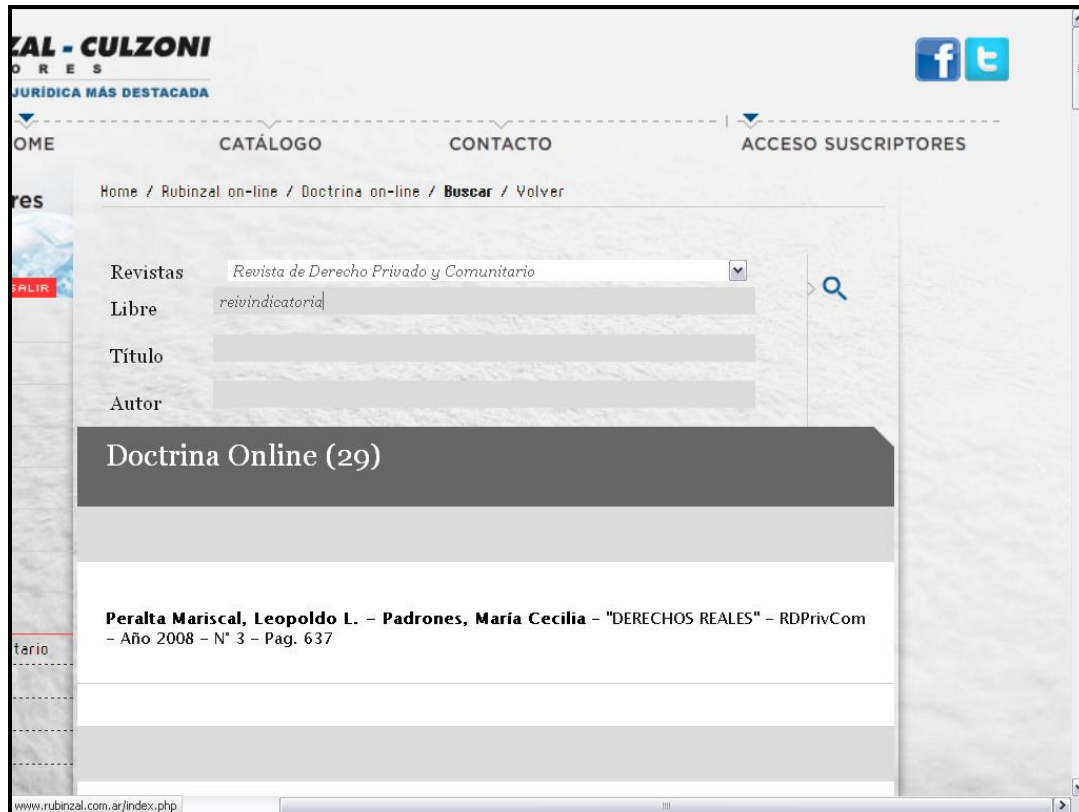 ZAL - CULZONI
O R E S
JURÍDICA MÁS DESTACADA
OME
CATÁLOGO
CONTACTO
ACCESO SUSCRIPTORES
res
Home / Rubinzal on-line / Doctrina on-line / Buscar / Volver
SALIR
Revistas
Revista de Derecho Privado y Comunitario
Libre
reivindicatoria
Título
Autor
Doctrina Online (29)
Peralta Mariscal, Leopoldo L. – Padrones, María Cecilia – "DERECHOS REALES" – RDPrivCom
– Año 2008 – N° 3 – Pag. 637
tario
www.rubinzal.com.ar/index.php